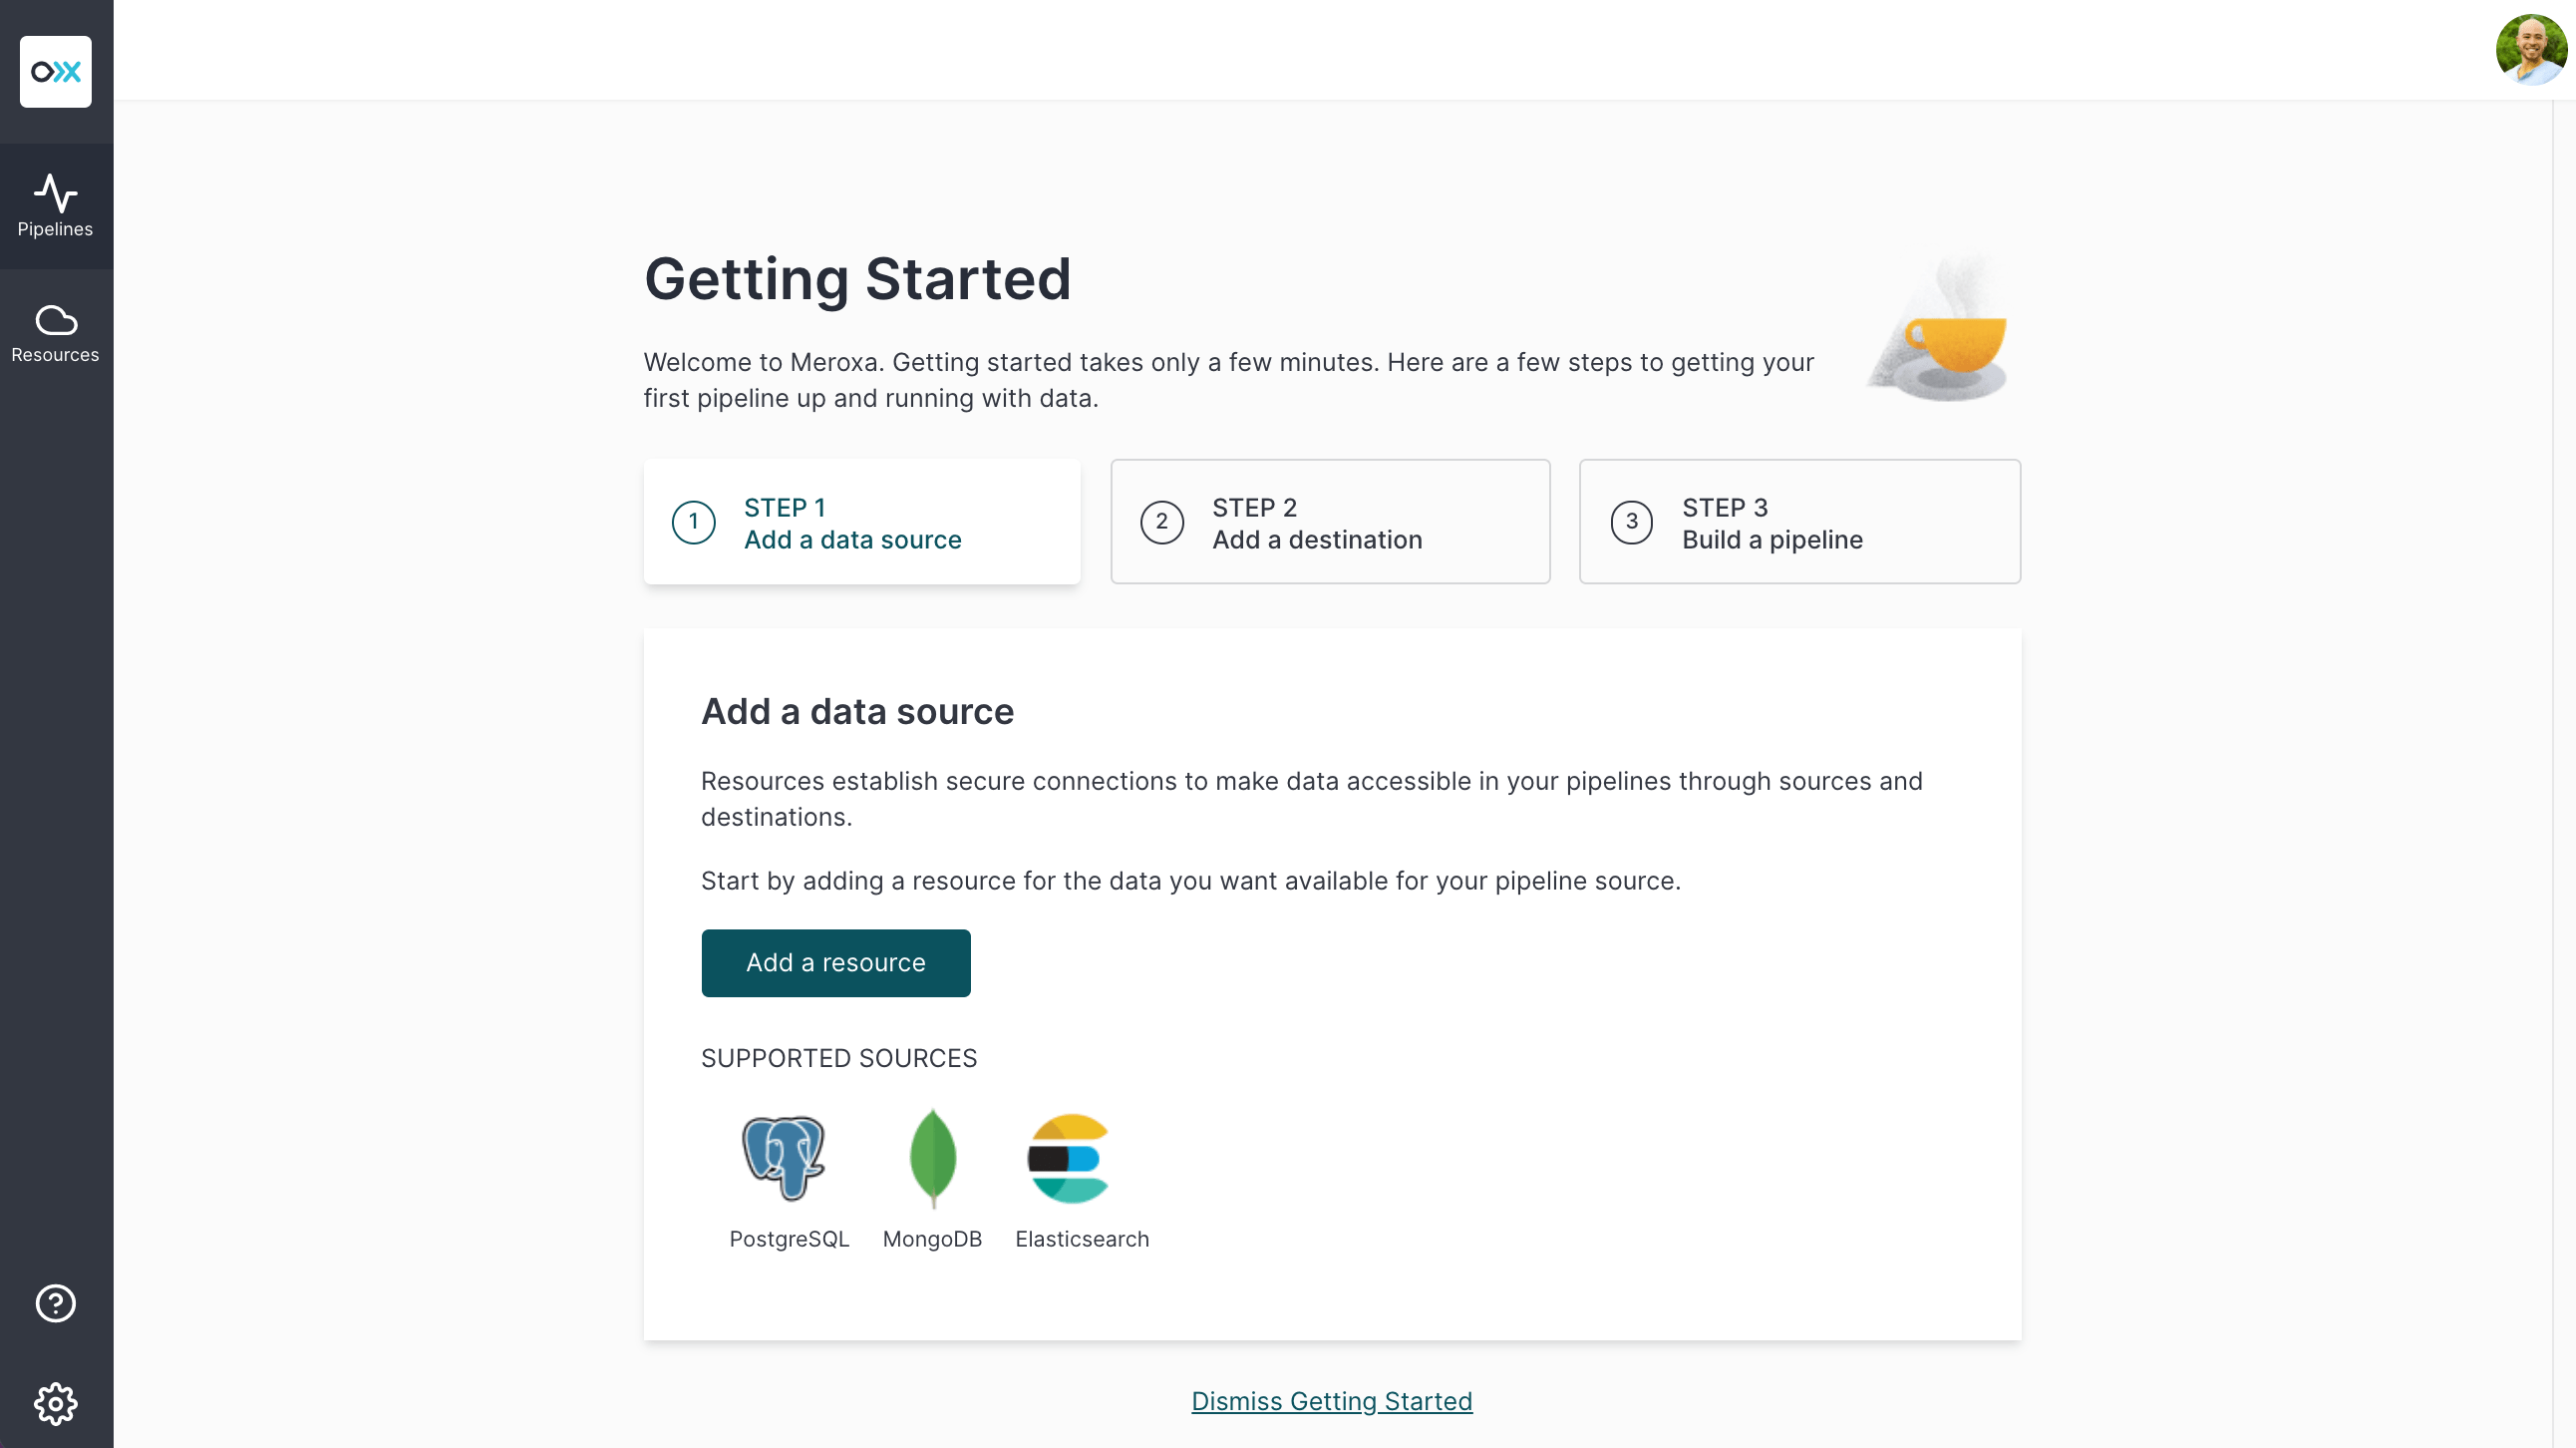 Pipelines
Resources
Getting Started
Welcome to Meroxa. Getting started takes only a few minutes. Here are a few steps to getting your
first pipeline up and running with data.
1
STEP 1
Add a data source
2
STEP 2
Add a destination
3
STEP 3
Build a pipeline
Add a data source
Resources establish secure connections to make data accessible in your pipelines through sources and
destinations.
Start by adding a resource for the data you want available for your pipeline source.
Add a resource
SUPPORTED SOURCES
PostgreSQL
MongoDB
Elasticsearch
Dismiss Getting Started